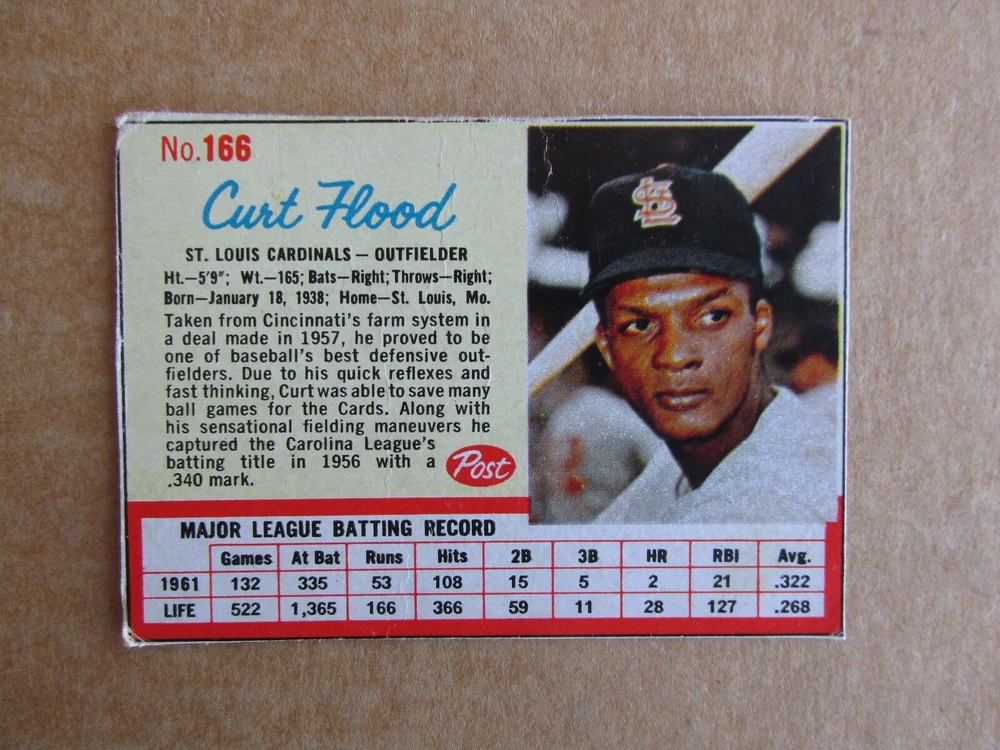 No.166
Curt Flood
ST. LOUIS CARDINALS — OUTFIELDER
Ht.—5'9"; Wt.—165; Bats—Right; Throws—Right;
Born—January 18, 1938; Home—St. Louis, Mo.
Taken from Cincinnati's farm system in
a deal made in 1957, he proved to be
one of baseball's best defensive out-
fielders. Due to his quick reflexes and
fast thinking, Curt was able to save many
ball games for the Cards. Along with
his sensational fielding maneuvers he
captured the Carolina League's
batting title in 1956 with a
.340 mark.
Post
STL
MAJOR LEAGUE BATTING RECORD
Games At Bat Runs Hits 2B 3B HR RBI Avg.
1961 132 335 53 108 15 5 2 21 .322
LIFE 522 1,365 166 366 59 11 28 127 .268